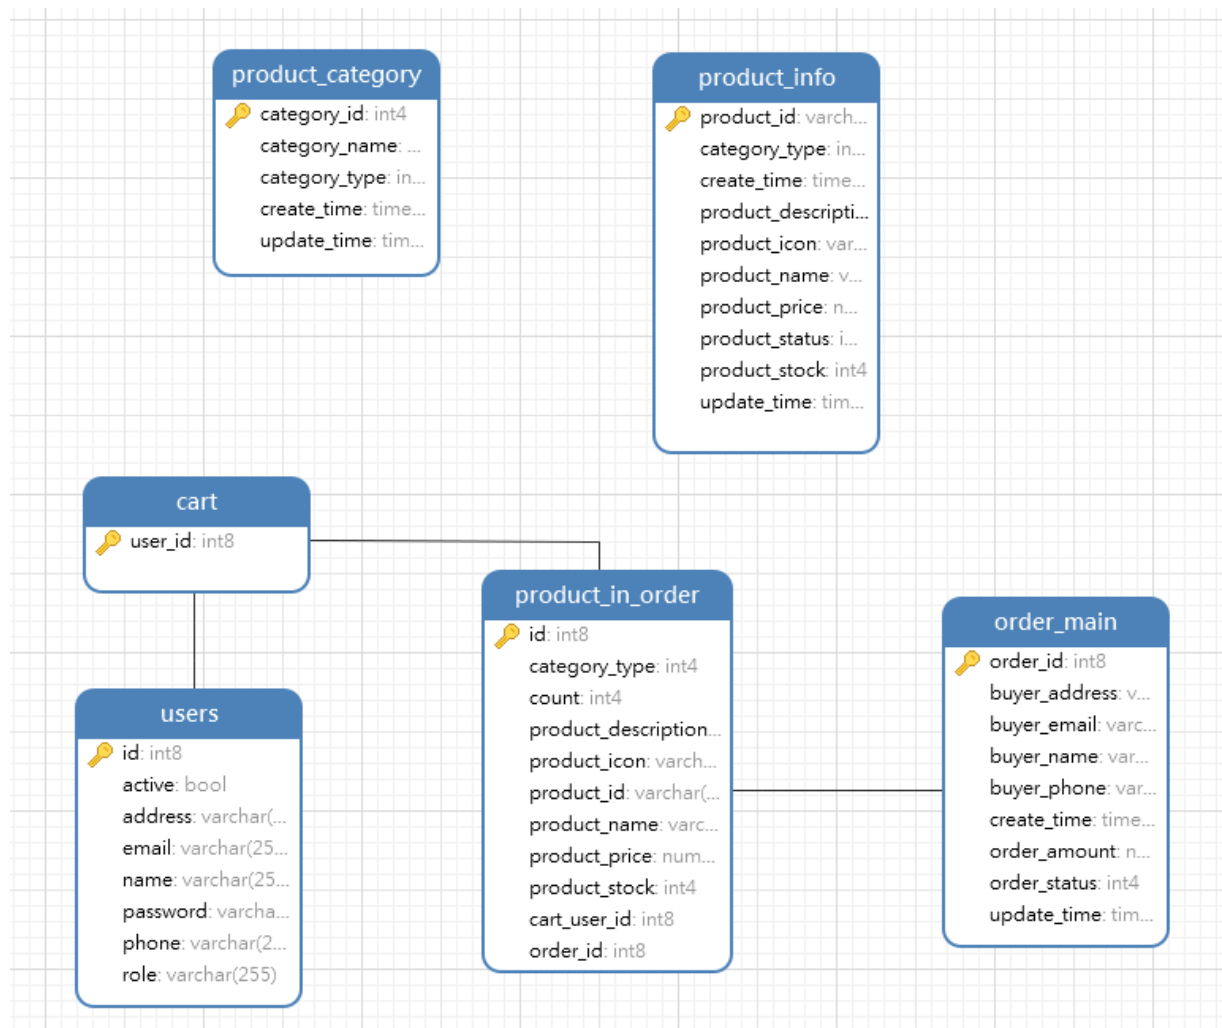 product_category
category_id: int4
category_name: ...
category_type: in...
create_time: time...
update_time: tim...
product_info
product_id: varch...
category_type: in...
create_time: time...
product_descripti...
product_icon: var...
product_name: v...
product_price: n...
product_status: i...
product_stock: int4
update_time: tim...
cart
user_id: int8
users
id: int8
active: bool
address: varchar(...
email: varchar(25...
name: varchar(25...
password: varcha...
phone: varchar(2...
role: varchar(255)
product_in_order
id: int8
category_type: int4
count: int4
product_description...
product_icon: varch...
product_id: varchar(...
product_name: varc...
product_price: num...
product_stock: int4
cart_user_id: int8
order_id: int8
order_main
order_id: int8
buyer_address: v...
buyer_email: varc...
buyer_name: var...
buyer_phone: var...
create_time: time...
order_amount: n...
order_status: int4
update_time: tim...